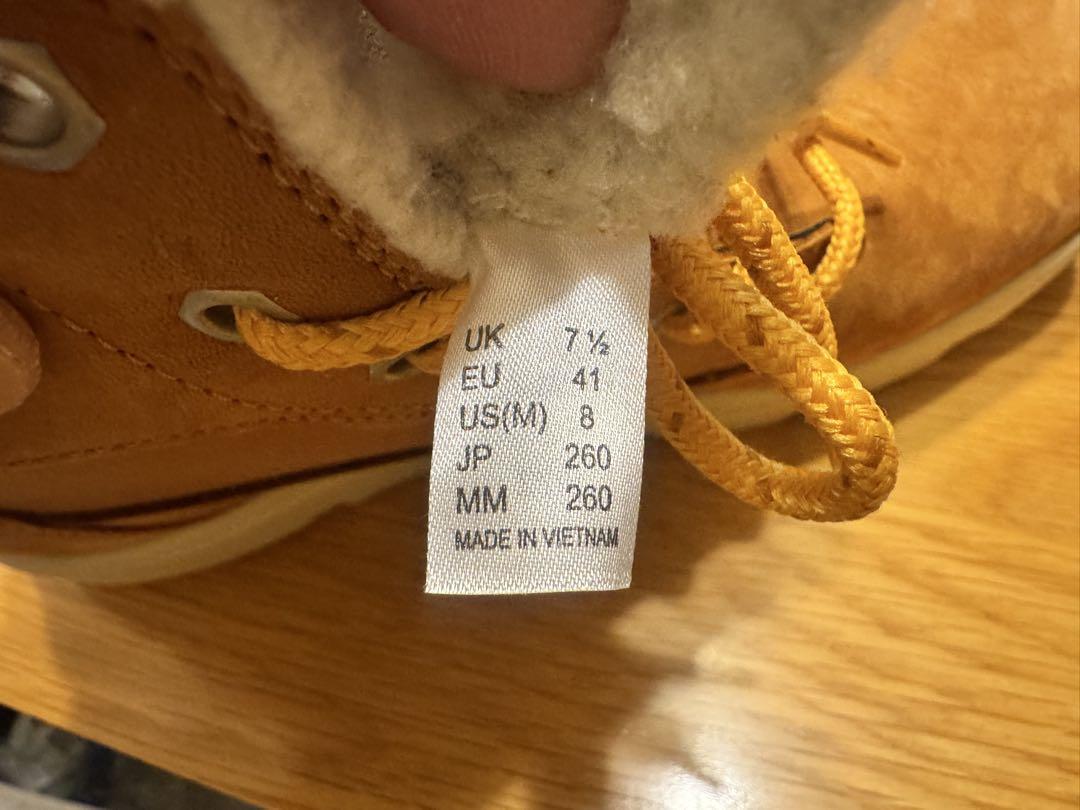 UK 7 ½
EU 41
US(M) 8
JP 260
MM 260
MADE IN VIETNAM